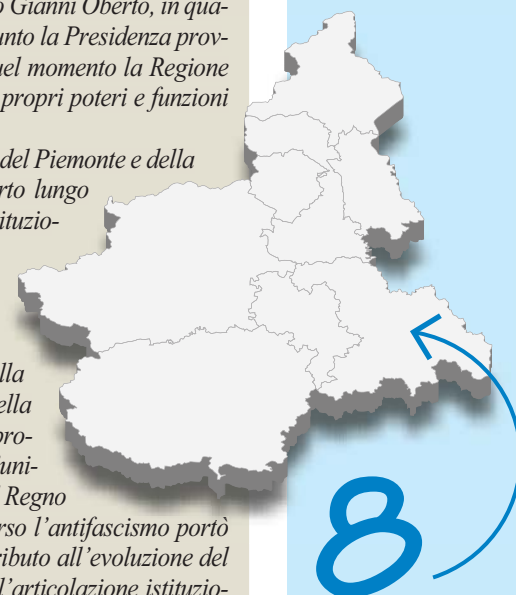 Gianni Oberto, in qua-
unto la Presidenza prov-
uel momento la Regione
propri poteri e funzioni
del Piemonte e della
rto lungo
ituzio-
lla
ella
pro-
uni-
Regno
rso l'antifascismo portò
ributo all'evoluzione del
l'articolazione istituzio-
8